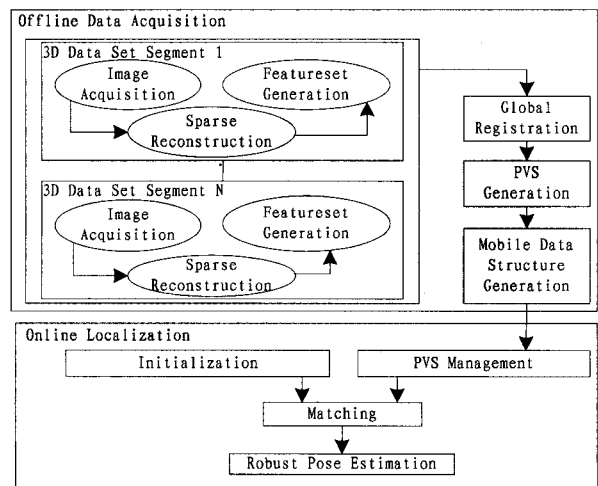 Offline Data Acquisition
3D Data Set Segment 1
Image
Acquisition
Featureset
Generation
Sparse
Reconstruction
3D Data Set Segment N
Image
Acquisition
Featureset
Generation
Sparse
Reconstruction
Global
Registration
PVS
Generation
Mobile Data
Structure
Generation
Online Localization
Initialization
PVS Management
Matching
Robust Pose Estimation